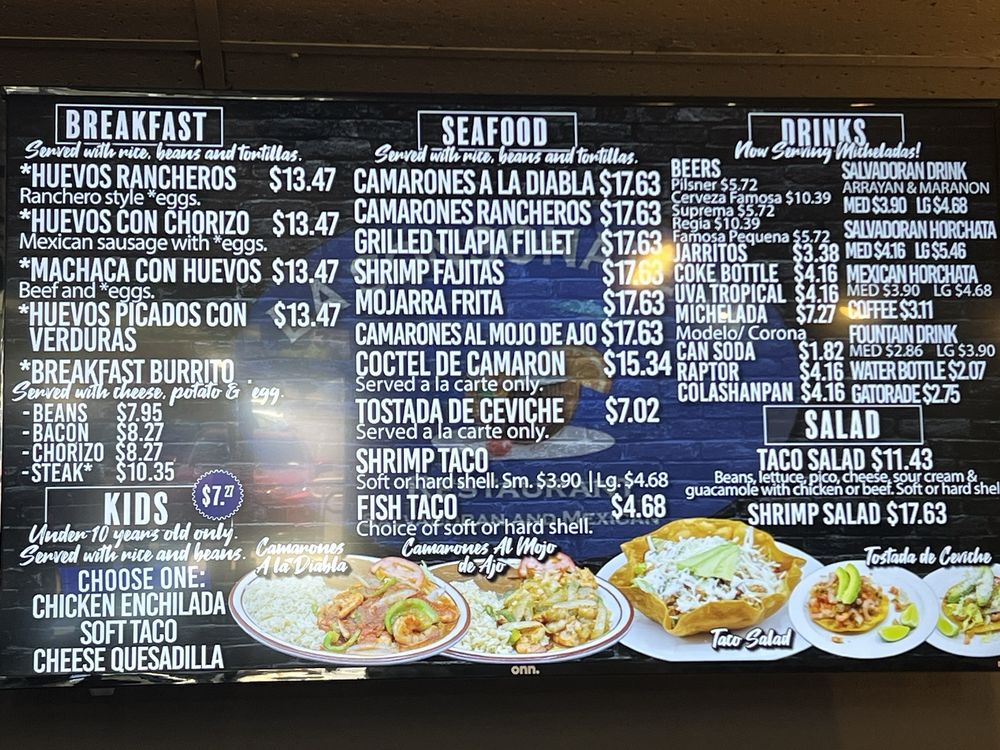 BREAKFAST
Served with rice, beans and tortillas.
*HUEVOS RANCHEROS $13.47
Ranchero style *eggs.
*HUEVOS CON CHORIZO $13.47
Mexican sausage with *eggs.
*MACHACA CON HUEVOS $13.47
Beef and *eggs.
*HUEVOS PICADOS CON $13.47
VERDURAS
*BREAKFAST BURRITO
Served with cheese, potato & egg.
-BEANS $7.95
-BACON $8.27
-CHORIZO $8.27
-STEAK* $10.35
KIDS $7.27
Under 10 years old only.
Served with rice and beans.
CHOOSE ONE:
CHICKEN ENCHILADA
SOFT TACO
CHEESE QUESADILLA
SEAFOOD
Served with rice, beans and tortillas.
CAMARONES A LA DIABLA $17.63
CAMARONES RANCHEROS $17.63
GRILLED TILAPIA FILLET $17.63
SHRIMP FAJITAS $17.63
MOJARRA FRITA $17.63
CAMARONES AL MOJO DE AJO $17.63
COCTEL DE CAMARON $15.34
Served a la carte only.
TOSTADA DE CEVICHE $7.02
Served a la carte only.
SHRIMP TACO
Soft or hard shell. Sm. $3.90 | Lg. $4.68
FISH TACO $4.68
Choice of soft or hard shell.
Camarones
A la Diabla
Camarones Al Mojo
de Ajo
DRINKS
Now Serving Micheladas!
BEERS
Pilsner $5.72
Cerveza Famosa $10.39
Suprema $5.72
Regia $10.39
Famosa Pequena $5.72
JARRITOS $3.38
COKE BOTTLE $4.16
UVA TROPICAL $4.16
MICHELADA $7.27
Modelo/ Corona
CAN SODA $1.82
RAPTOR $4.16
COLASHANPAN $4.16
SALVADORAN DRINK
ARRAYAN & MARANON
MED $3.90 LG $4.68
SALVADORAN HORCHATA
MED $4.16 LG $5.46
MEXICAN HORCHATA
MED $3.90 LG $4.68
COFFEE $3.11
FOUNTAIN DRINK
MED $2.86 LG $3.90
WATER BOTTLE $2.07
GATORADE $2.75
SALAD
TACO SALAD $11.43
Beans, lettuce, pico, cheese, sour cream &
guacamole with chicken or beef. Soft or hard shel
SHRIMP SALAD $17.63
Taco Salad
Tostada de Ceviche
onn.